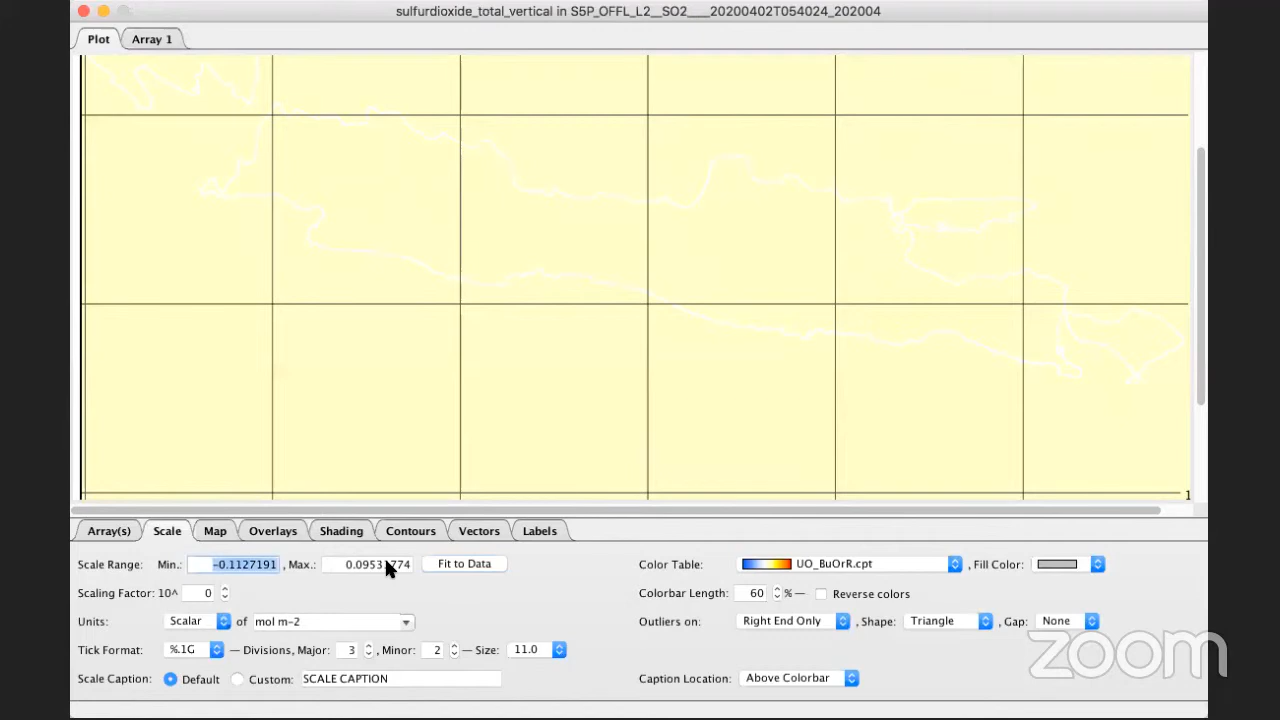 sulfurdioxide_total_vertical in S5P_OFFL_L2__SO2____20200402T054024_202004
Plot Array 1
1
Array(s) Scale Map Overlays Shading Contours Vectors Labels
Scale Range: Min.: -0.1127191 , Max.: Fit to Data Color Table: UO_BuOrR.cpt , Fill Color:
Scaling Factor: 10^ 0 Colorbar Length: 60 % — Reverse colors
Units: Scalar of mol m-2 Outliers on: Right End Only , Shape: Triangle , Gap: None
Tick Format: %.1G — Divisions, Major: 3 , Minor: 2 — Size: 11.0
Scale Caption: Default Custom: SCALE CAPTION Caption Location: Above Colorbar
zoom